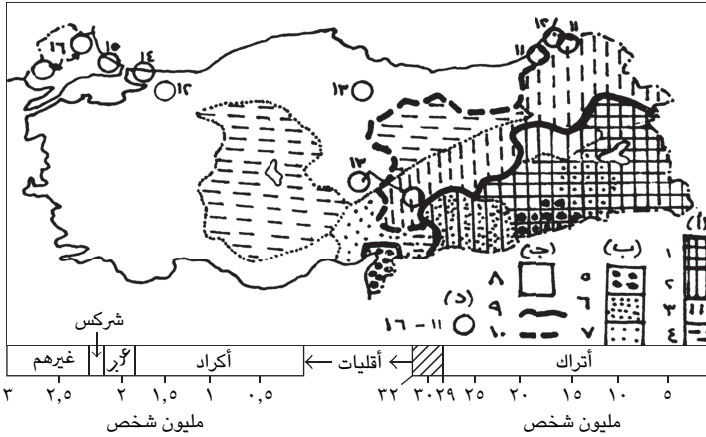 ١٦
١٥
١٤
١٢
١٣
١٣
١١
١٢
١١
(أ)
(ب)
(ج)
(د)
١
٢
٣
٤
٥
٦
٧
٨
٩
١٠
١١ - ١٦
أتراك
أقليات
أكراد
عرب
شركس
غيرهم
٥ ١٠ ١٥ ٢٠ ٢٥ ٢٩ ٣٠ ٣٢
مليون شخص
٠,٥ ١ ١,٥ ٢ ٢,٥ ٣
مليون شخص